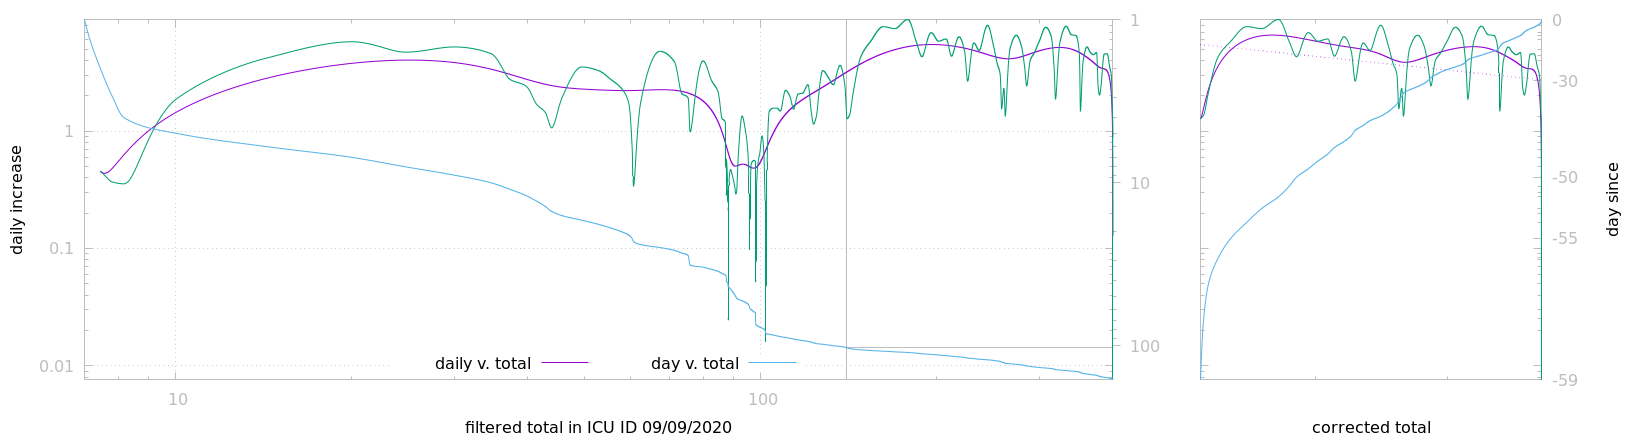 daily increase
1
0.1
0.01
10
100
1
10
100
daily v. total
day v. total
filtered total in ICU ID 09/09/2020
0
-30
-50
-55
-59
day since
corrected total